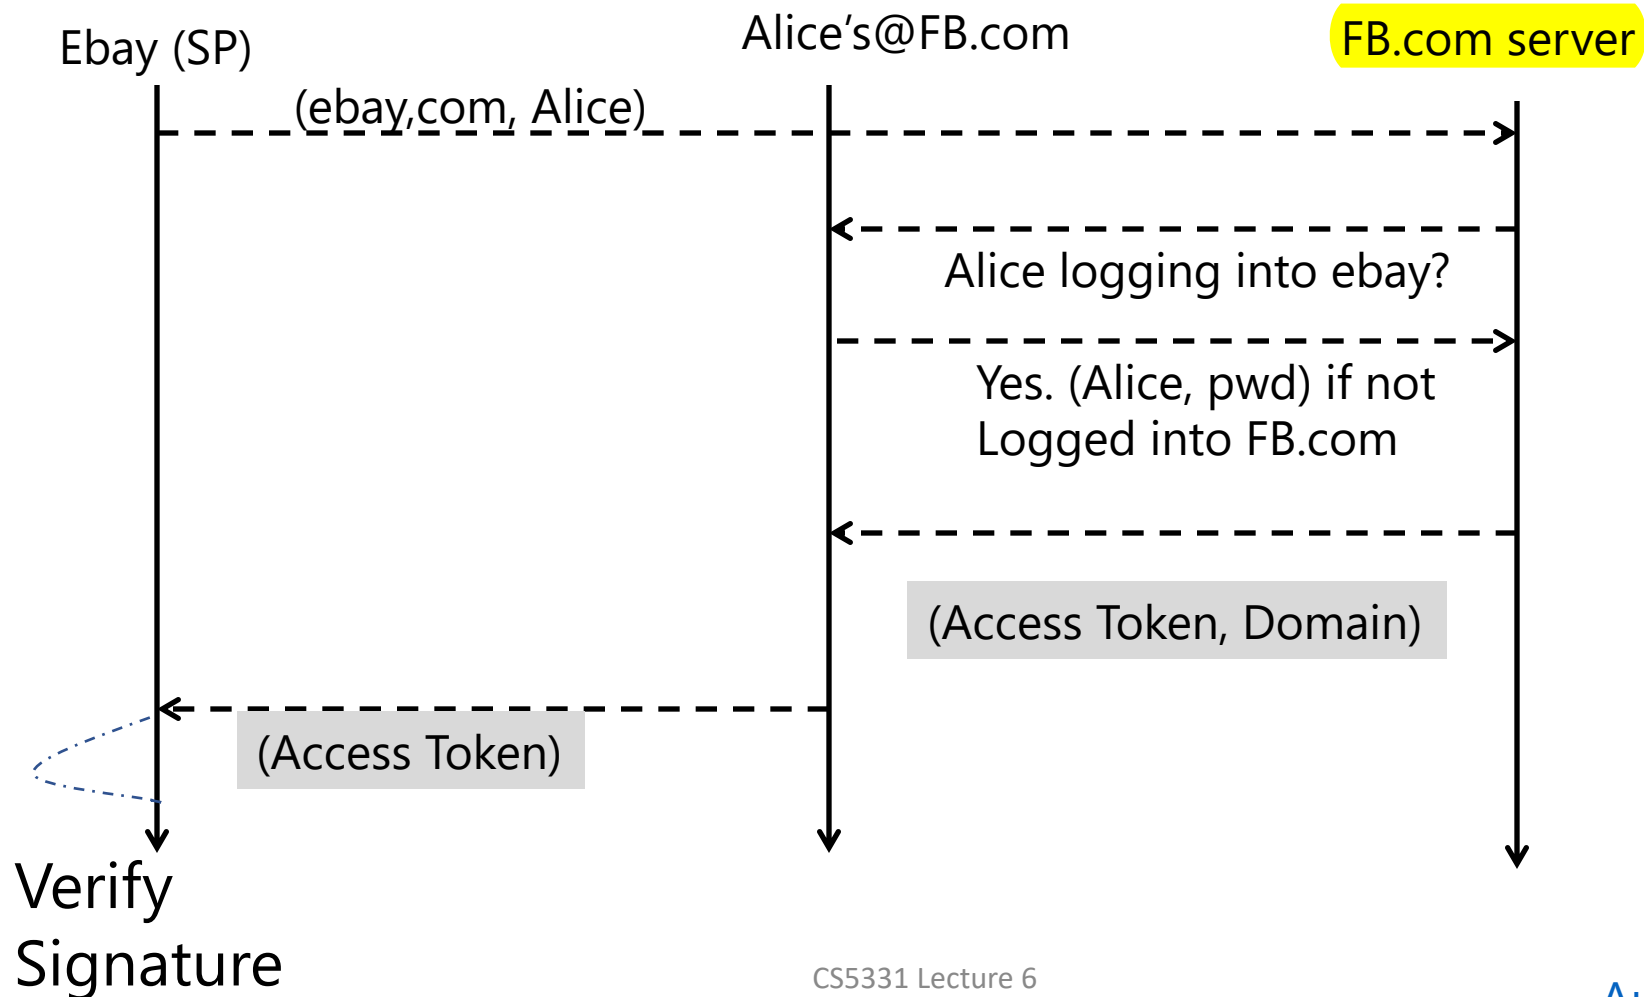 Ebay (SP)
Alice's@FB.com
FB.com server
(ebay,com, Alice)
Alice logging into ebay?
Yes. (Alice, pwd) if not
Logged into FB.com
(Access Token, Domain)
(Access Token)
Verify
Signature
CS5331 Lecture 6